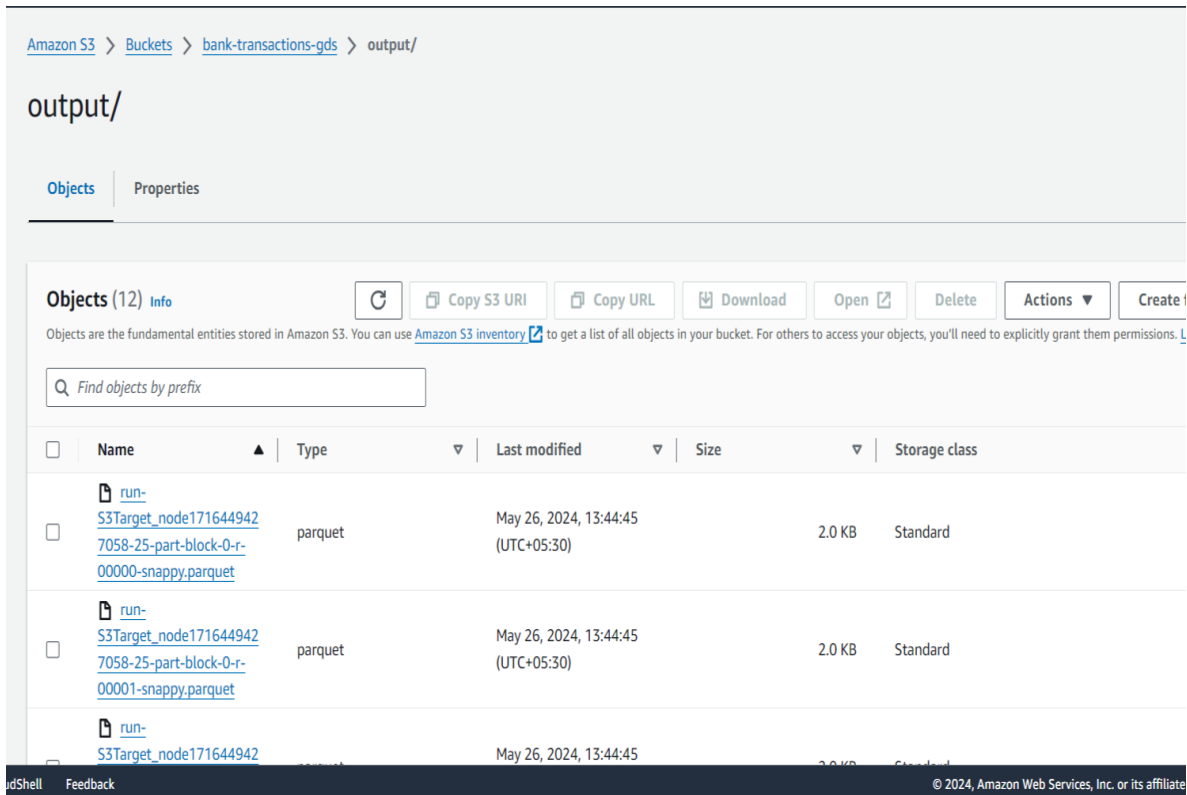 Amazon S3 > Buckets > bank-transactions-gds > output/
output/
Objects Properties
Objects (12) Info Copy S3 URI Copy URL Download Open Delete Actions Create
Objects are the fundamental entities stored in Amazon S3. You can use Amazon S3 inventory to get a list of all objects in your bucket. For others to access your objects, you'll need to explicitly grant them permissions.
Find objects by prefix
Name Type Last modified Size Storage class
run-
S3Target_node171644942
7058-25-part-block-0-r-
00000-snappy.parquet
parquet
May 26, 2024, 13:44:45
(UTC+05:30)
2.0 KB
Standard
run-
S3Target_node171644942
7058-25-part-block-0-r-
00001-snappy.parquet
parquet
May 26, 2024, 13:44:45
(UTC+05:30)
2.0 KB
Standard
run-
S3Target_node171644942
May 26, 2024, 13:44:45
udShell Feedback © 2024, Amazon Web Services, Inc. or its affiliate